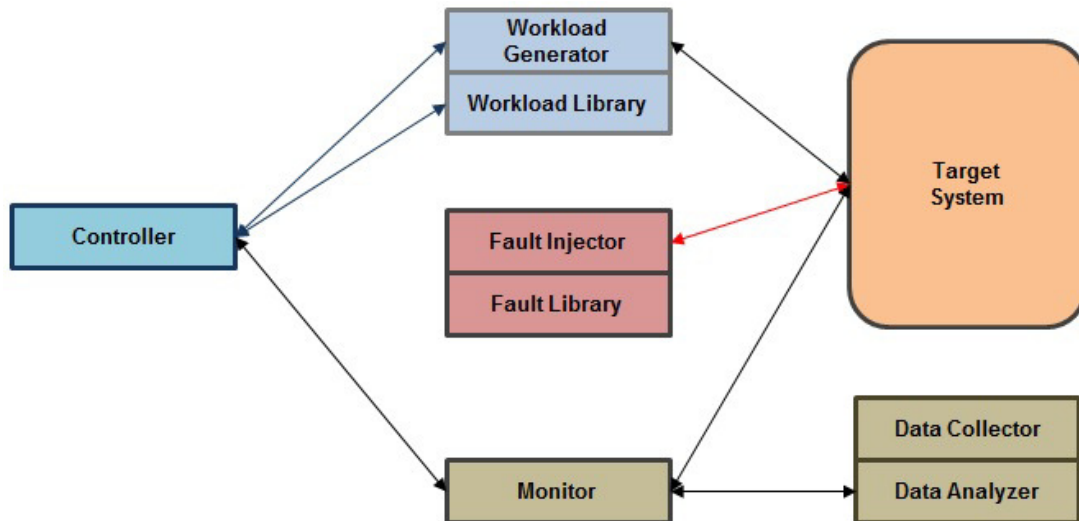 Workload
Generator
Workload Library
Target
System
Controller
Fault Injector
Fault Library
Data Collector
Monitor
Data Analyzer